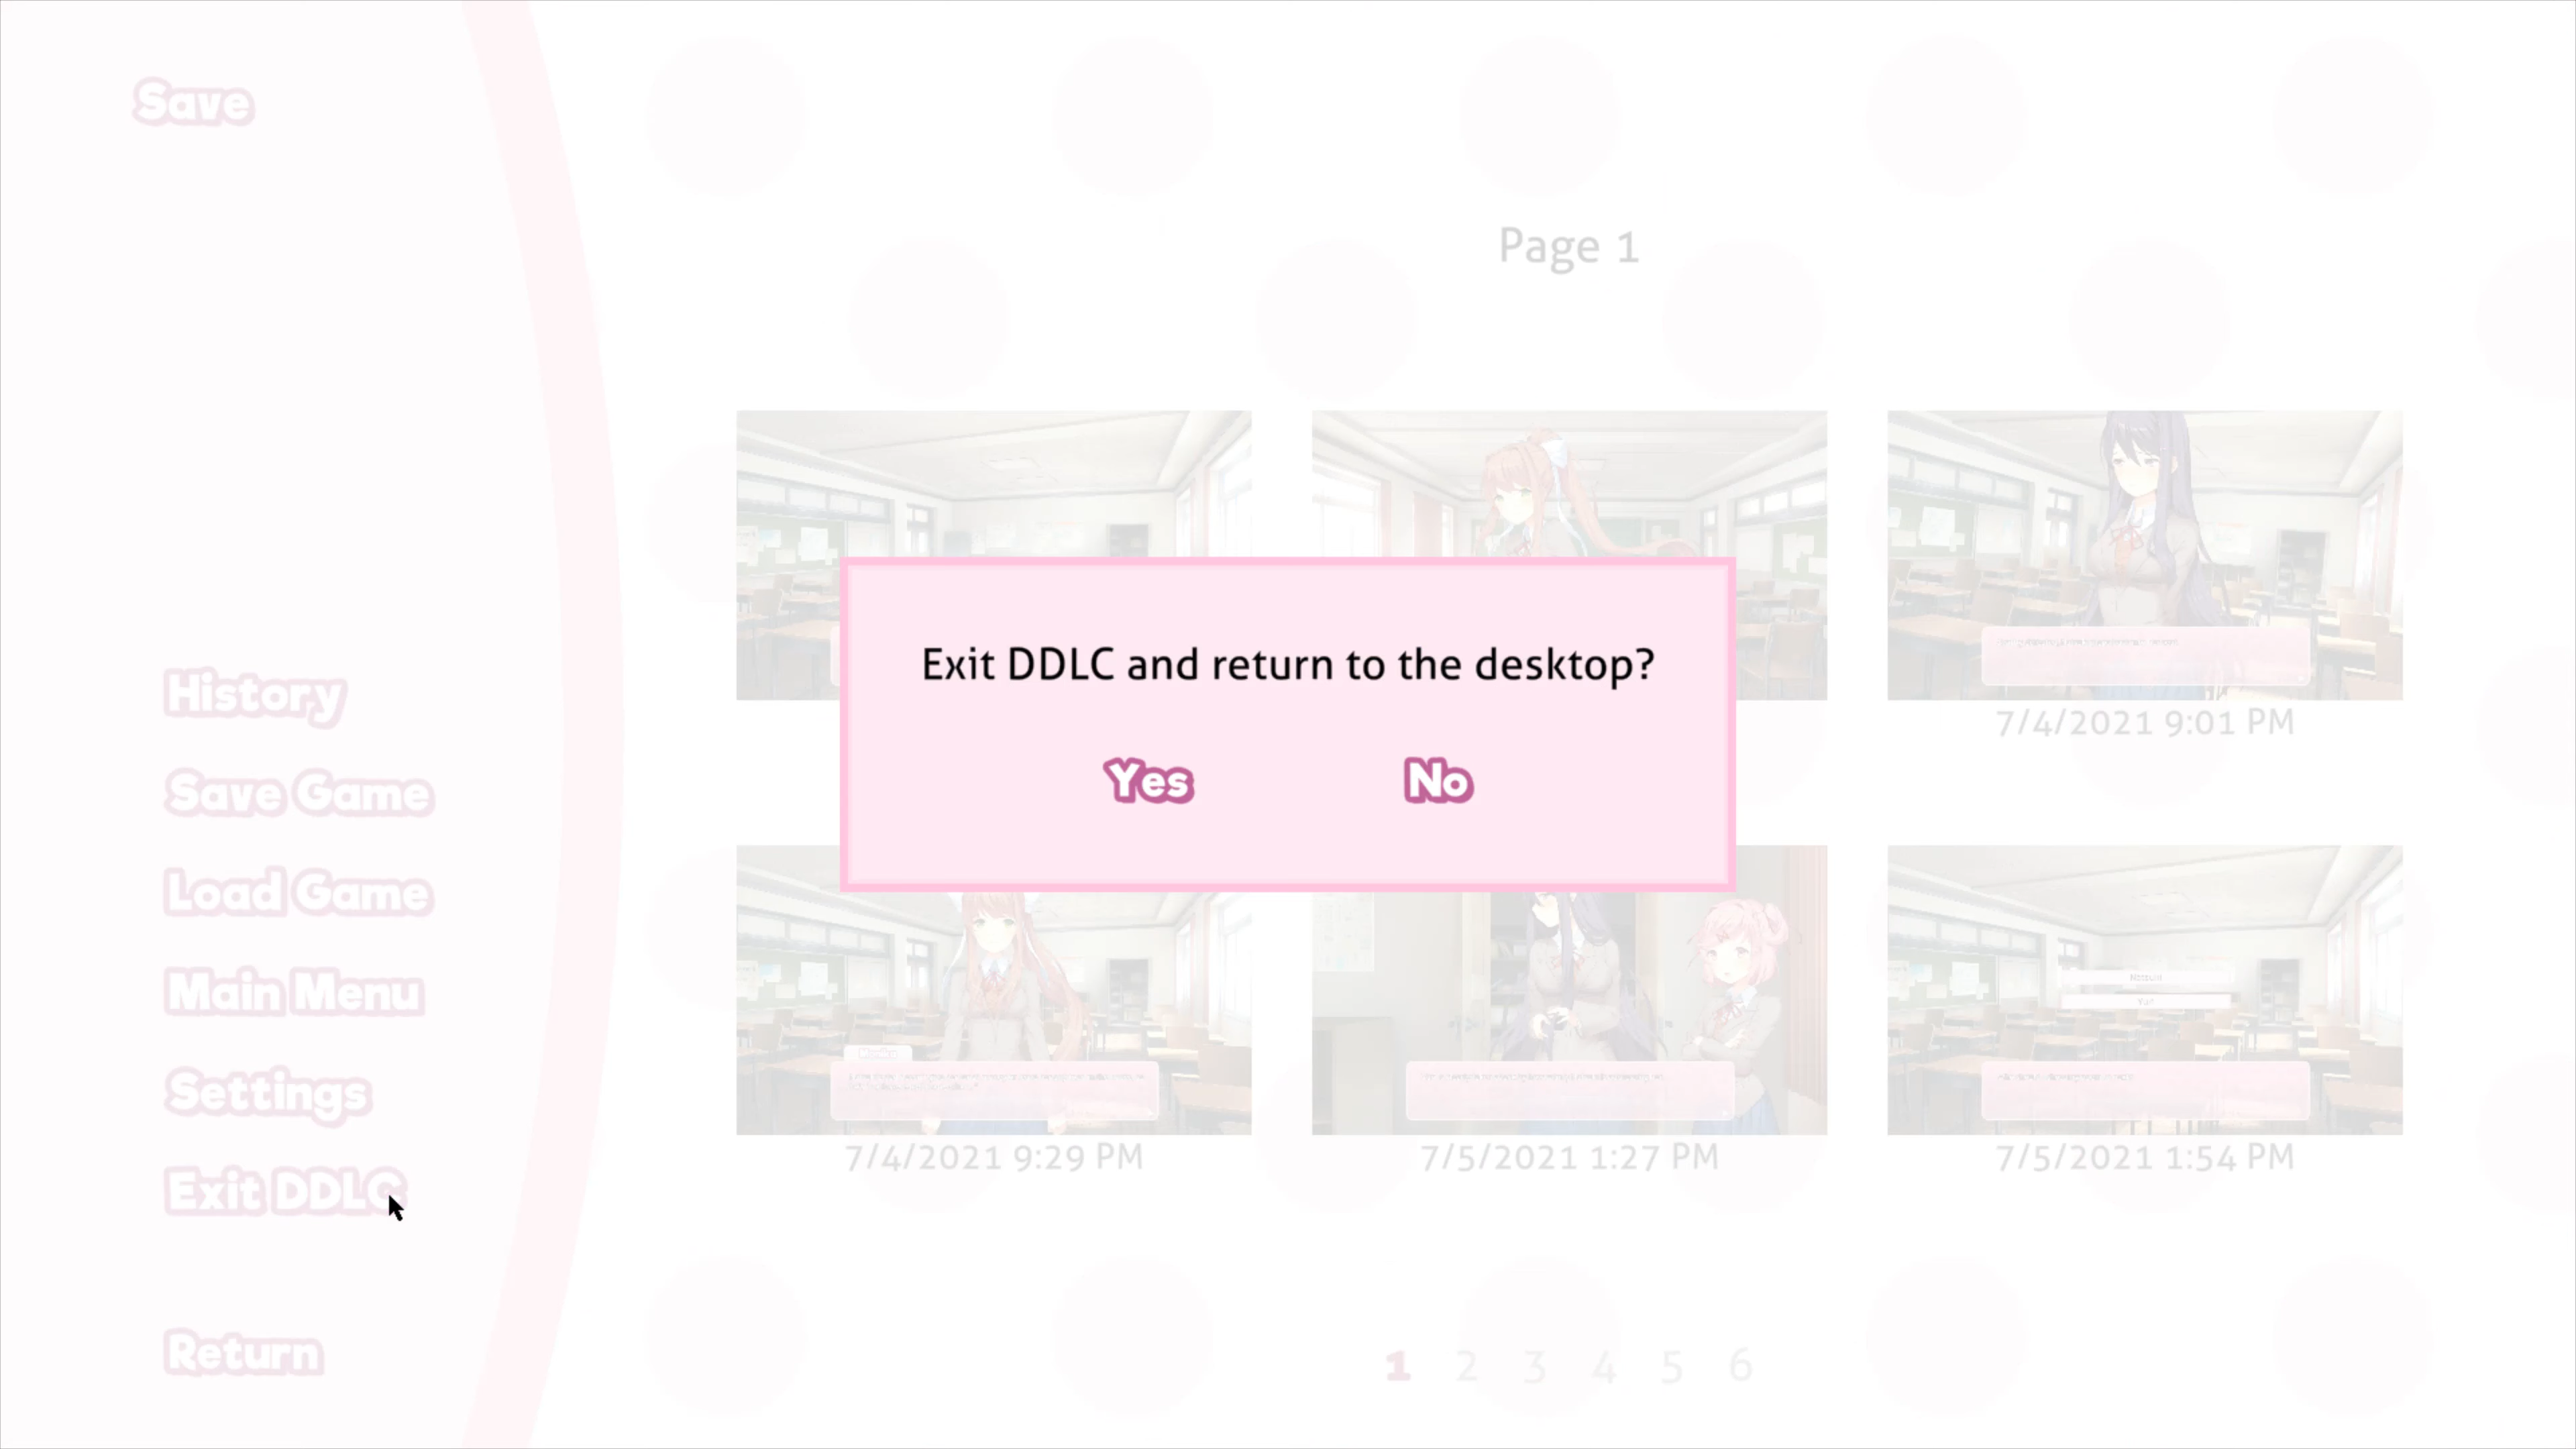 Save
Page 1
Exit DDLC and return to the desktop?
Yes
No
7/4/2021 9:01 PM
History
Save Game
Load Game
Main Menu
Settings
Exit DDLC
Return
7/4/2021 9:29 PM
7/5/2021 1:27 PM
7/5/2021 1:54 PM
1 2 3 4 5 6